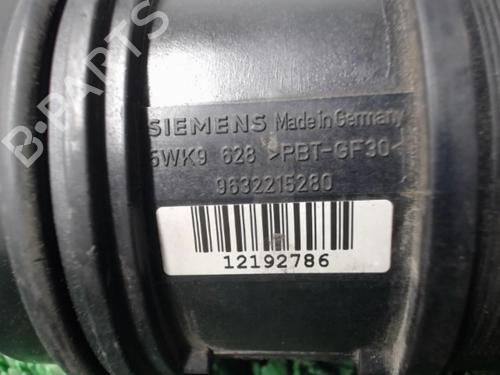 B-PARTS
SIEMENS Made in Germany
5WK9 628 >PBT-GF30<
9632215280
12192786